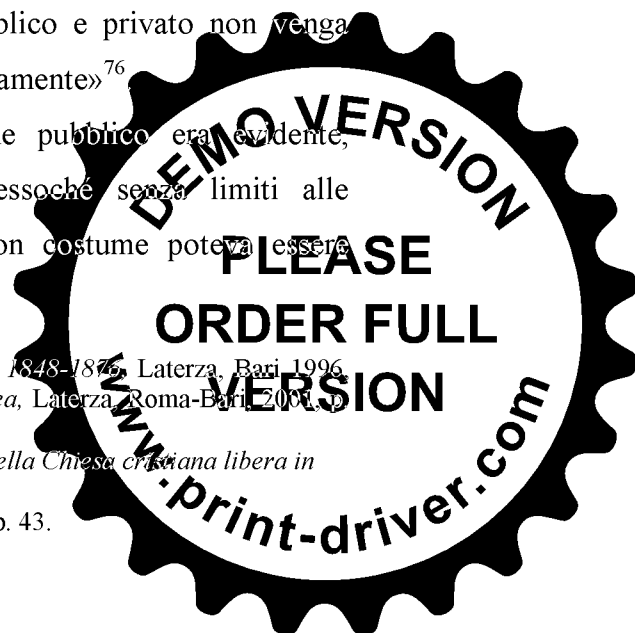 blico e privato non venga
amente»76
e pubblico era evidente,
essoché senza limiti alle
on costume poteva essere
1848-1876, Laterza, Bari 1996,
ea, Laterza, Roma-Bari, 2001, p.
ella Chiesa cristiana libera in
p. 43.
DEMO VERSION
PLEASE
ORDER FULL
VERSION
www.print-driver.com